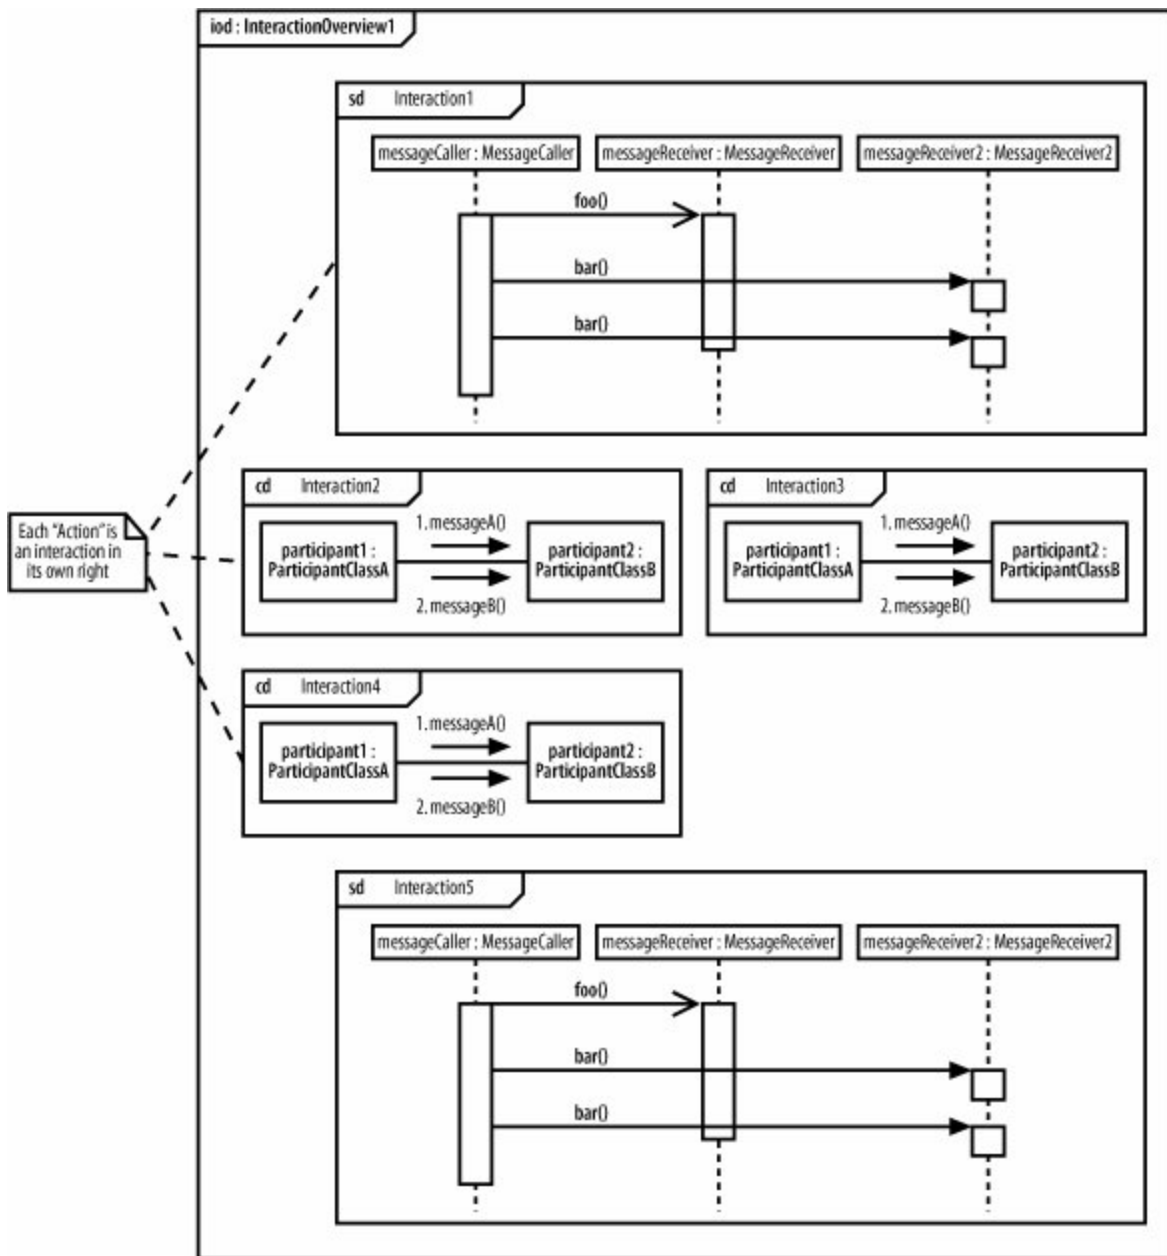 iod : InteractionOverview1
sd Interaction1
messageCaller : MessageCaller
messageReceiver : MessageReceiver
messageReceiver2 : MessageReceiver2
foo()
bar()
bar()
Each "Action" is
an interaction in
its own right
cd Interaction2
1. messageA()
participant1 :
ParticipantClassA
participant2 :
ParticipantClassB
2. messageB()
cd Interaction3
1. messageA()
participant1 :
ParticipantClassA
participant2 :
ParticipantClassB
2. messageB()
cd Interaction4
1. messageA()
participant1 :
ParticipantClassA
participant2 :
ParticipantClassB
2. messageB()
sd Interaction5
messageCaller : MessageCaller
messageReceiver : MessageReceiver
messageReceiver2 : MessageReceiver2
foo()
bar()
bar()